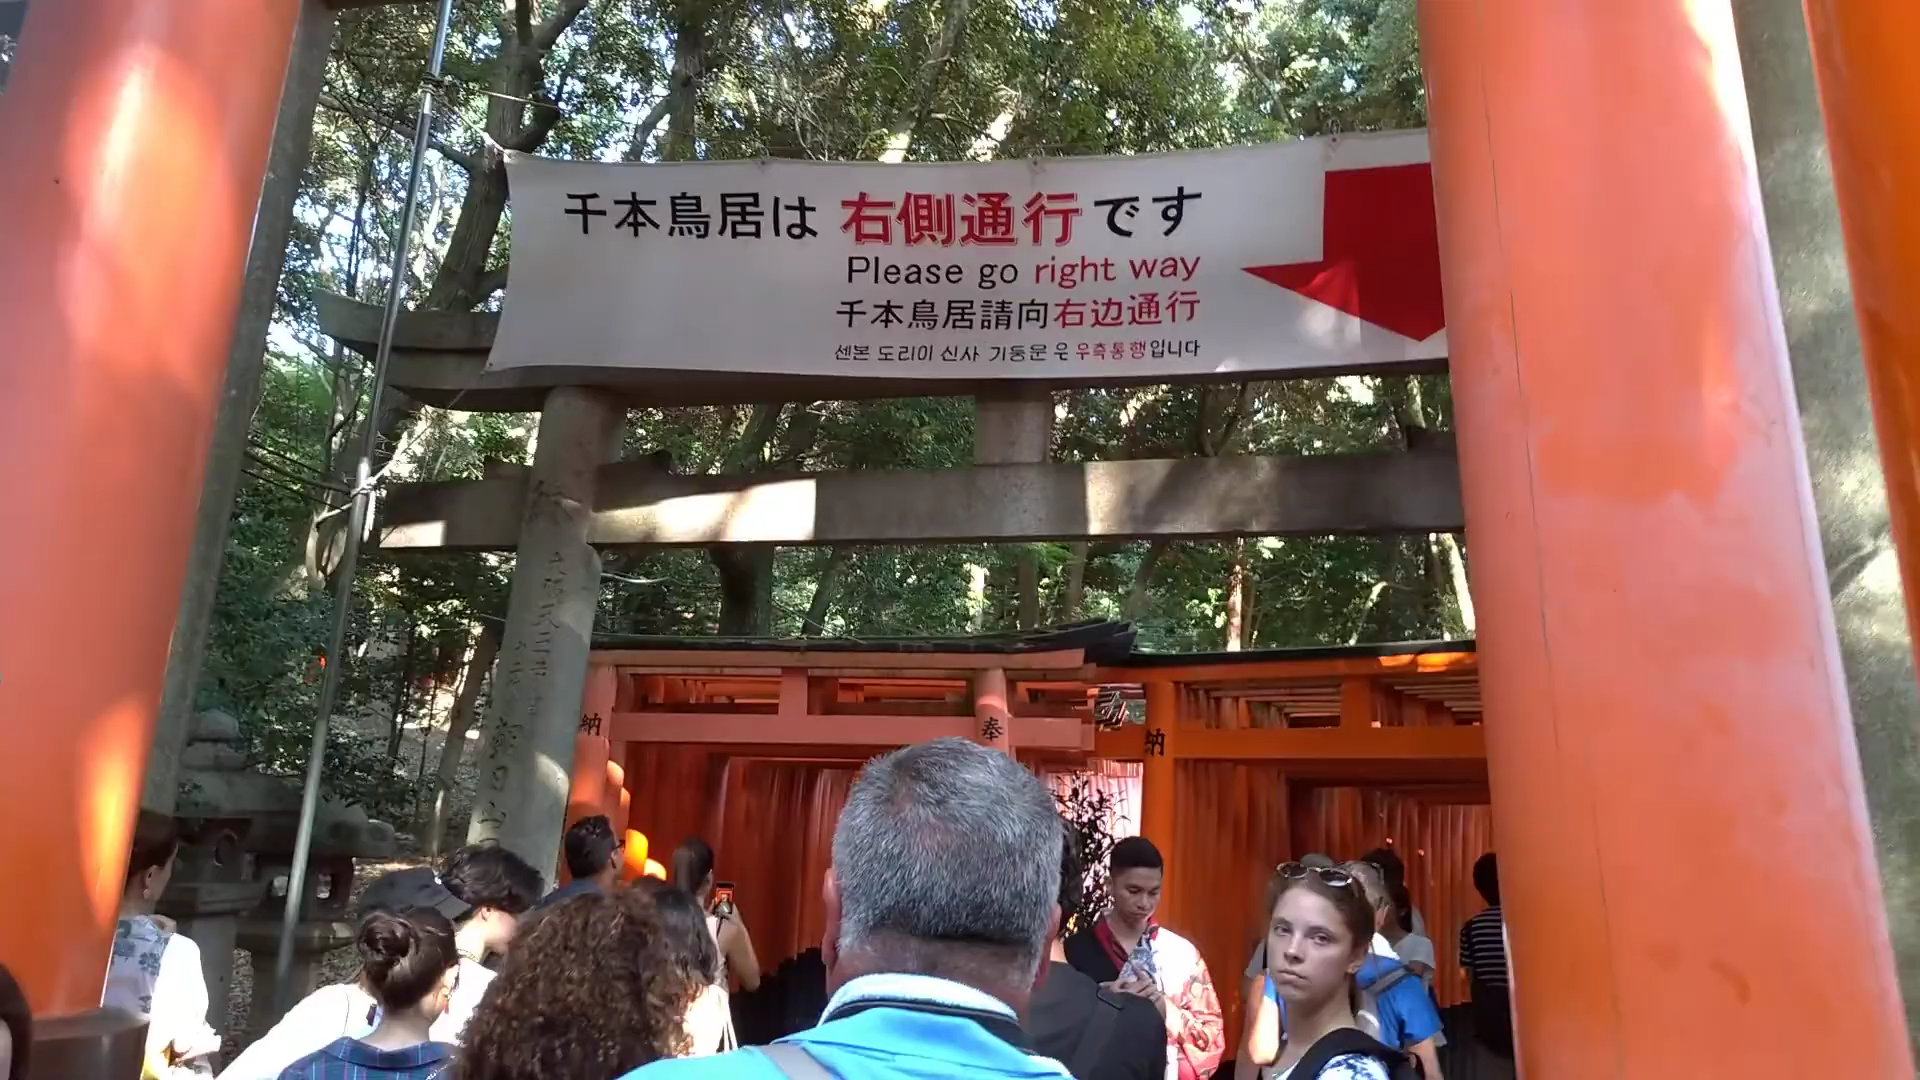 千本鳥居は 右側通行です
Please go right way
千本鳥居請向右边通行
센본 도리이 신사 기둥문 은 우측통행입니다
納
奉
納